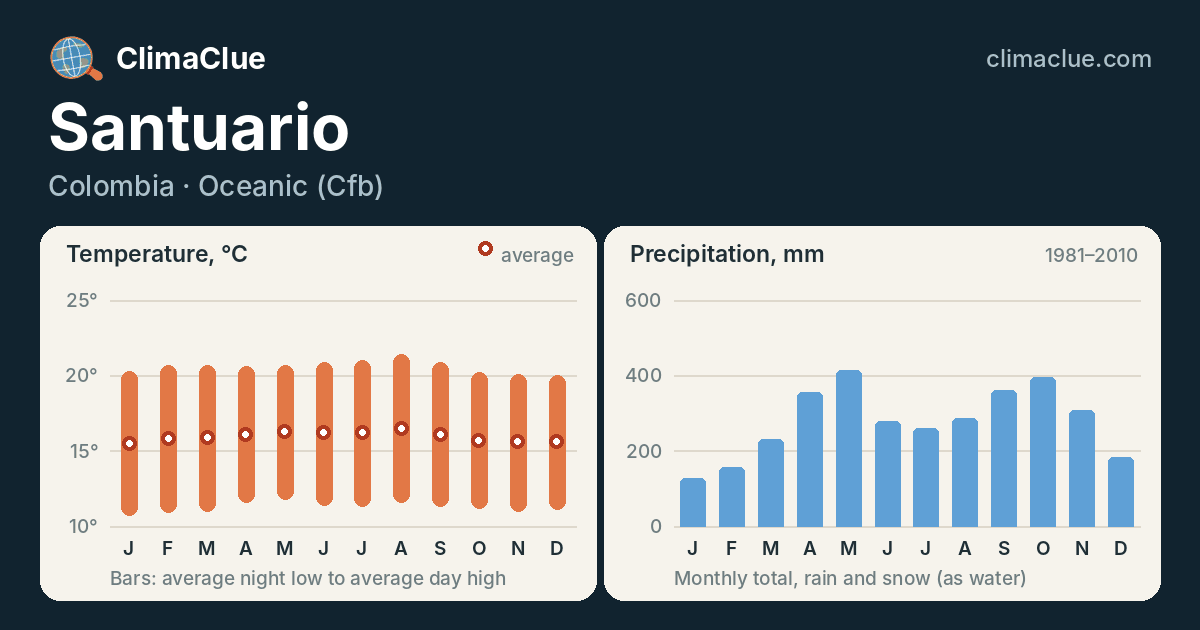 ClimaClue
climaclue.com
Santuario
Colombia · Oceanic (Cfb)
Temperature, °C
average
25°
20°
15°
10°
J F M A M J J A S O N D
Bars: average night low to average day high
Precipitation, mm
1981–2010
600
400
200
0
J F M A M J J A S O N D
Monthly total, rain and snow (as water)